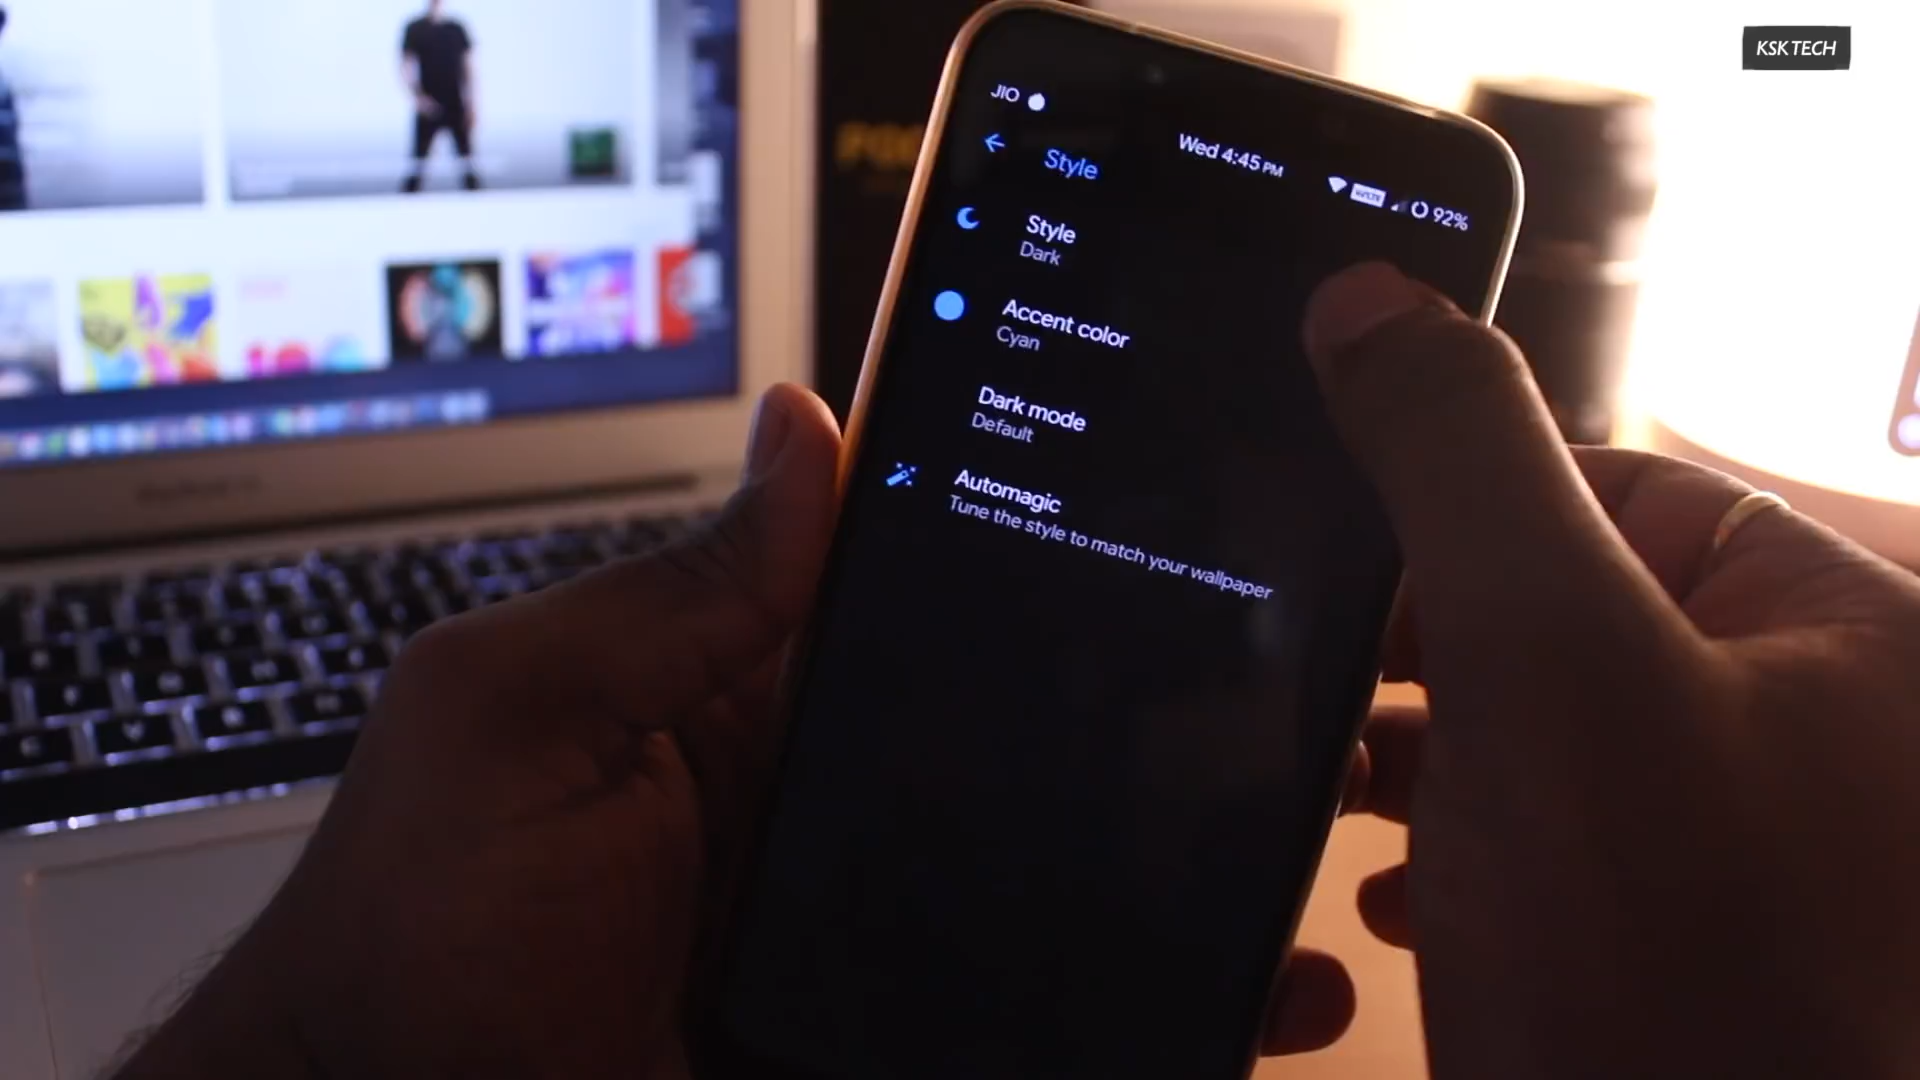 KSK TECH
JIO
Wed 4:45 PM
92%
Style
Style
Dark
Accent color
Cyan
Dark mode
Default
Automagic
Tune the style to match your wallpaper